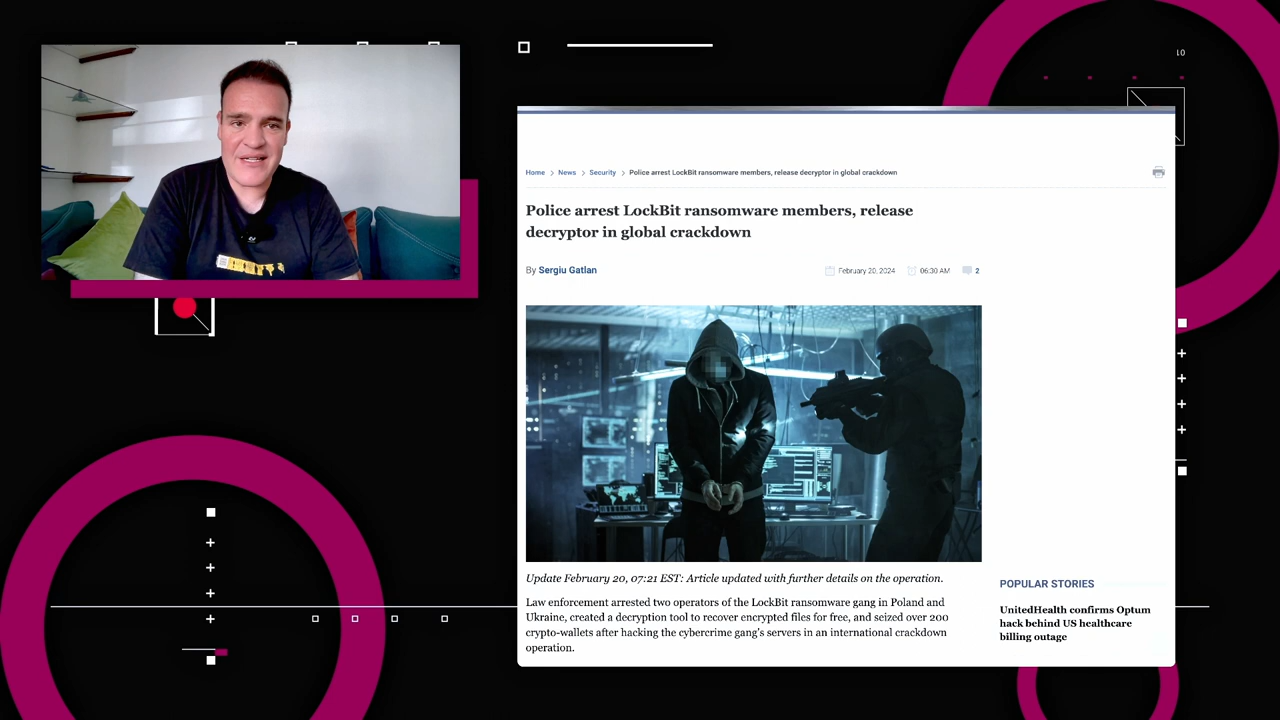 10
Home > News > Security > Police arrest LockBit ransomware members, release decryptor in global crackdown
Police arrest LockBit ransomware members, release
decryptor in global crackdown
By Sergiu Gatlan
February 20, 2024 06:30 AM 2
Update February 20, 07:21 EST: Article updated with further details on the operation.
Law enforcement arrested two operators of the LockBit ransomware gang in Poland and
Ukraine, created a decryption tool to recover encrypted files for free, and seized over 200
crypto-wallets after hacking the cybercrime gang's servers in an international crackdown
operation.
POPULAR STORIES
UnitedHealth confirms Optum
hack behind US healthcare
billing outage